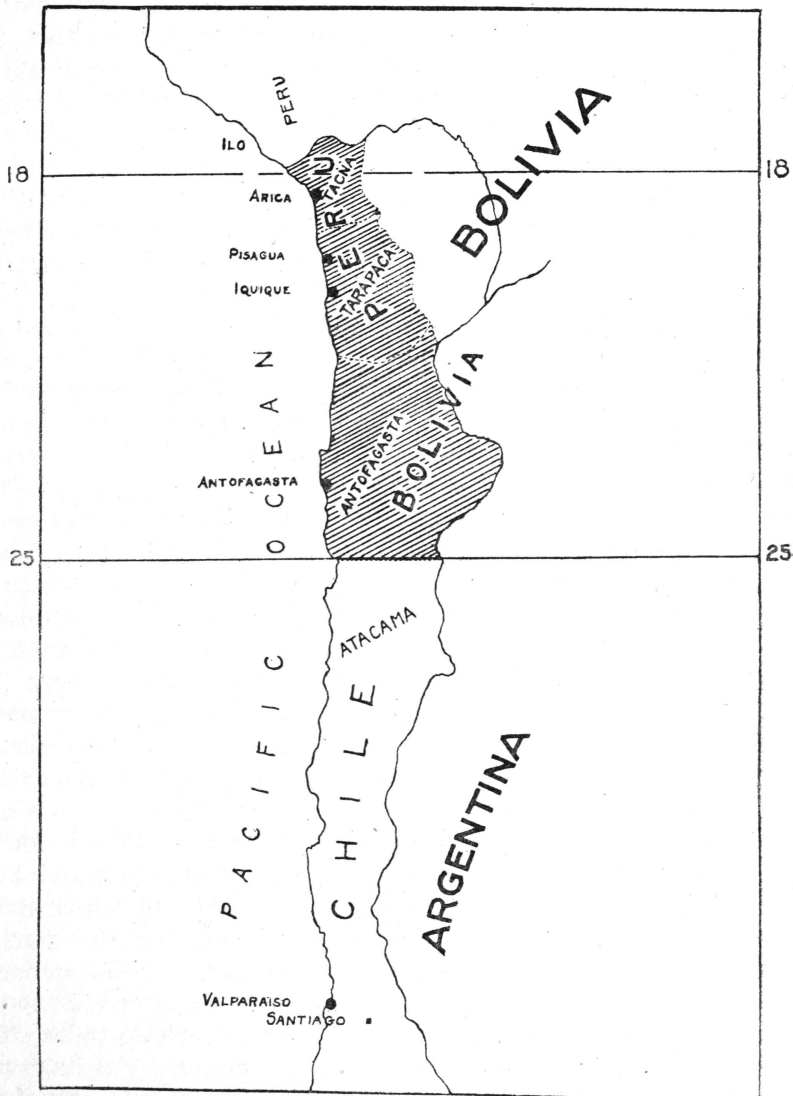 PERU
ILO
18
18
PERU
TACNA
ARICA
BOLIVIA
PISAGUA
IQUIQUE
TARAPACA
PACIFIC OCEAN
BOLIVIA
ANTOFAGASTA
ANTOFAGASTA
25
25
ATACAMA
CHILE
ARGENTINA
VALPARAISO
SANTIAGO